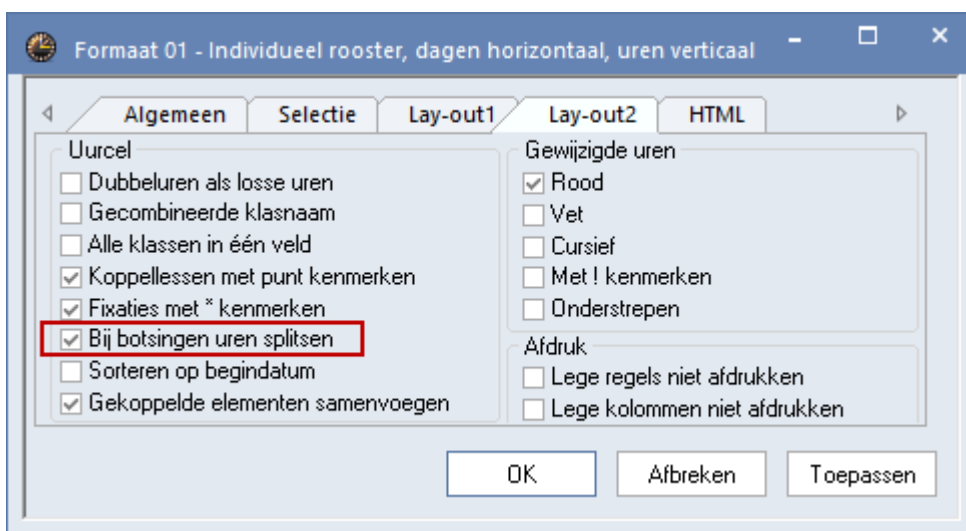 Formaat 01 - Individueel rooster, dagen horizontaal, uren verticaal
Algemeen Selectie Lay-out1 Lay-out2 HTML
Uurcel
Dubbeluren als losse uren
Gecombineerde klasnaam
Alle klassen in één veld
Koppellessen met punt kenmerken
Fixaties met * kenmerken
Bij botsingen uren splitsen
Sorteren op begindatum
Gekoppelde elementen samenvoegen
Gewijzigde uren
Rood
Vet
Cursief
Met ! kenmerken
Onderstrepen
Afdruk
Lege regels niet afdrukken
Lege kolommen niet afdrukken
OK Afbreken Toepassen